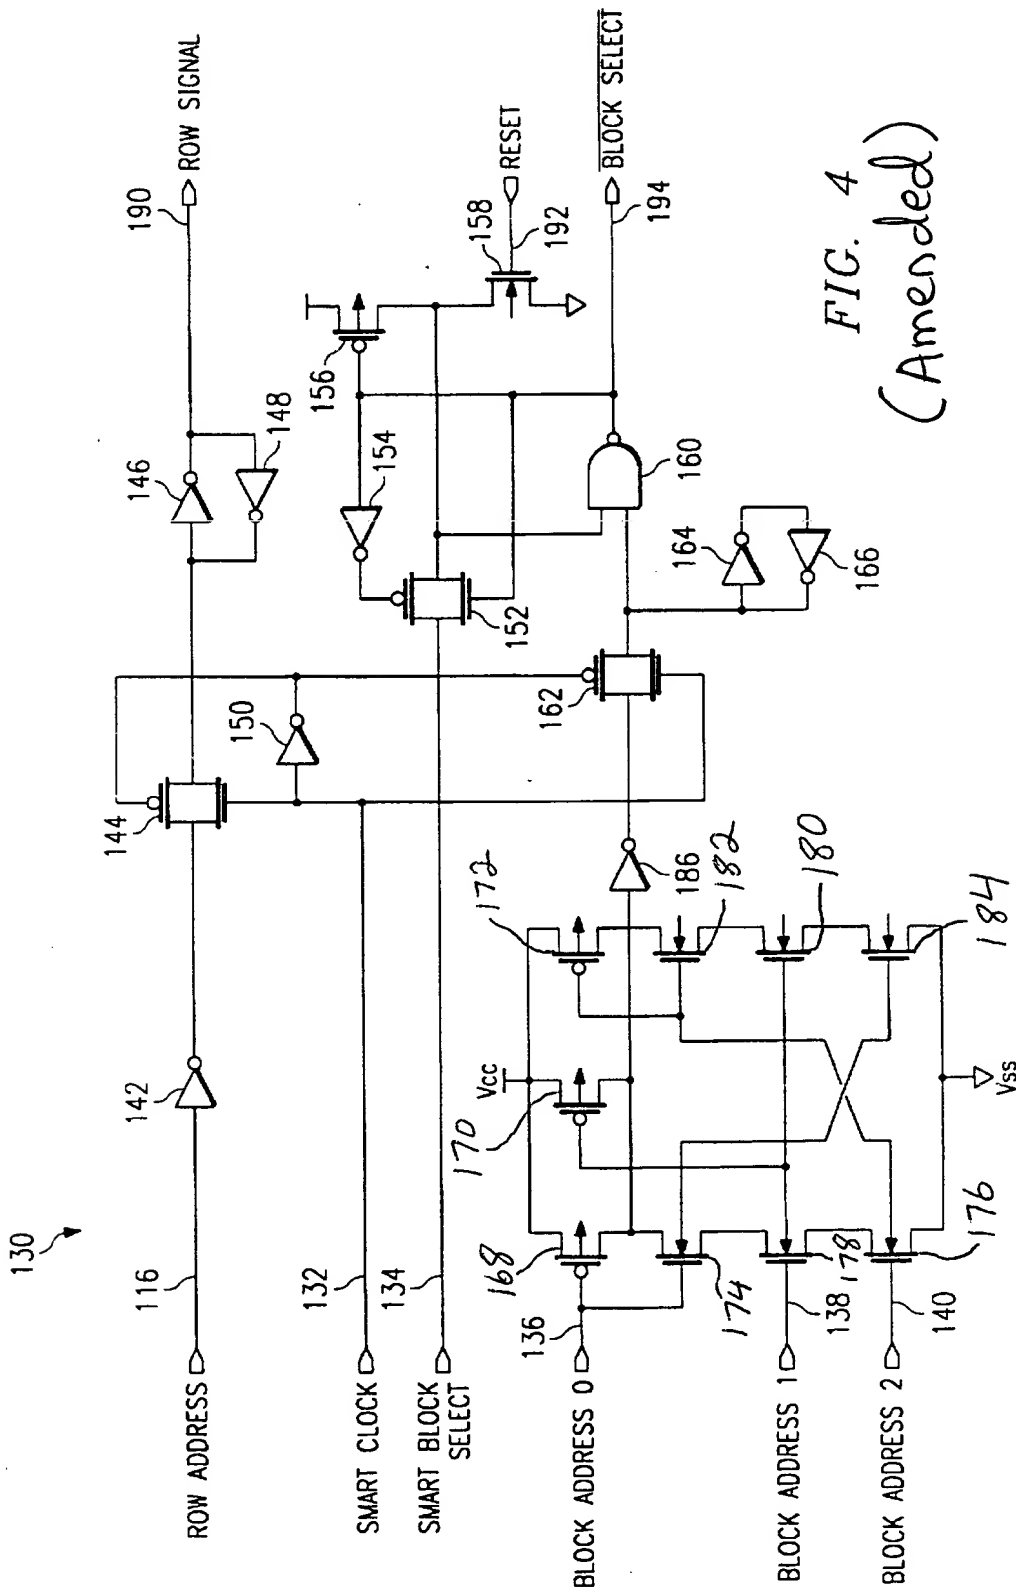 130
ROW ADDRESS
116
142
144
146
148
190
ROW SIGNAL
SMART CLOCK
132
150
SMART BLOCK
SELECT
134
152
154
156
158
192
RESET
BLOCK ADDRESS 0
136
168
170
Vcc
172
174
182
186
162
164
166
160
194
BLOCK SELECT
BLOCK ADDRESS 1
138
178
180
BLOCK ADDRESS 2
140
176
184
Vss
FIG. 4
(Amended)